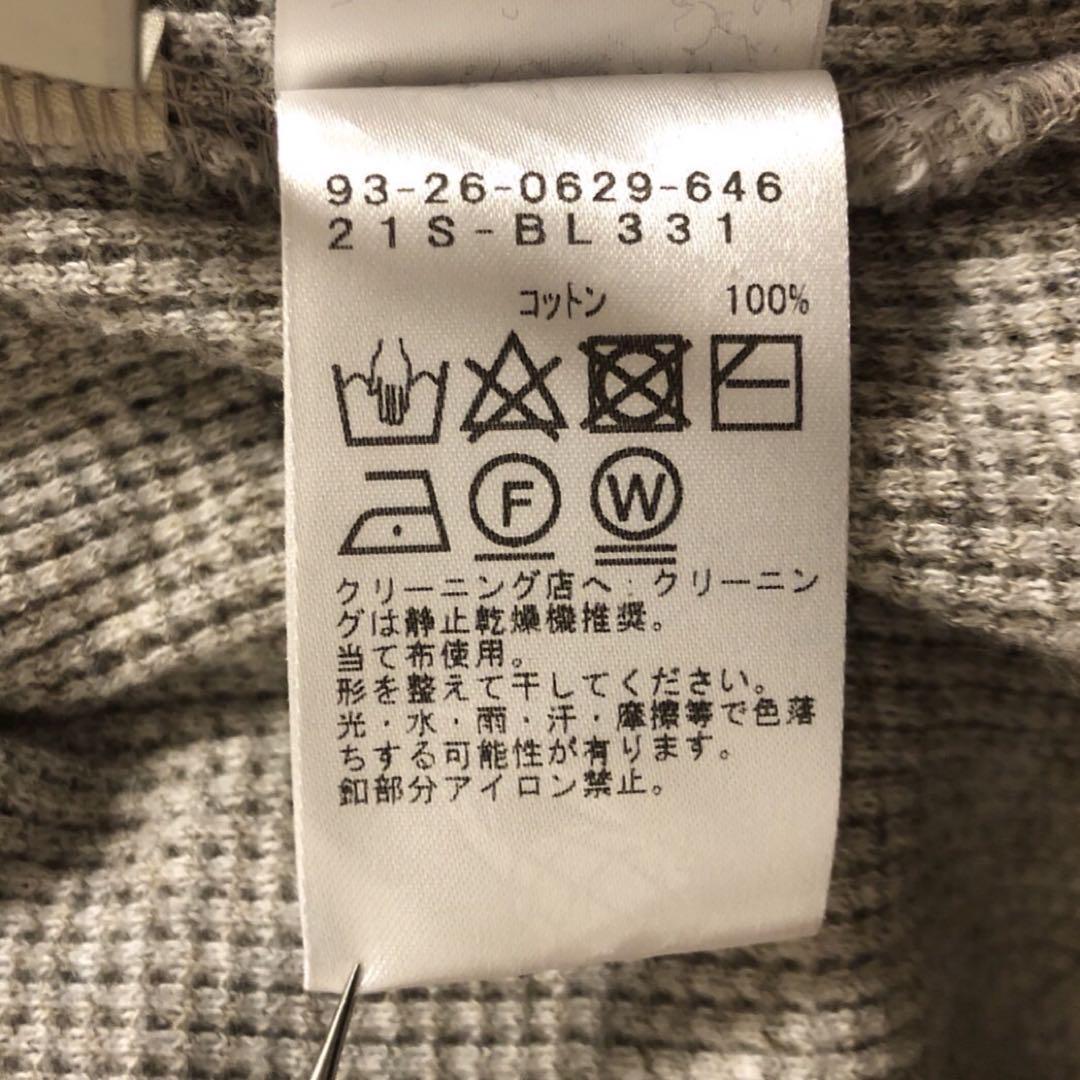 93-26-0629-646
21S-BL331
コットン 100%
F W
クリーニング店へ・クリーニン
グは静止乾燥機推奨。
当て布使用。
形を整えて干してください。
光・水・雨・汗・摩擦等で色落
ちする可能性が有ります。
釦部分アイロン禁止。